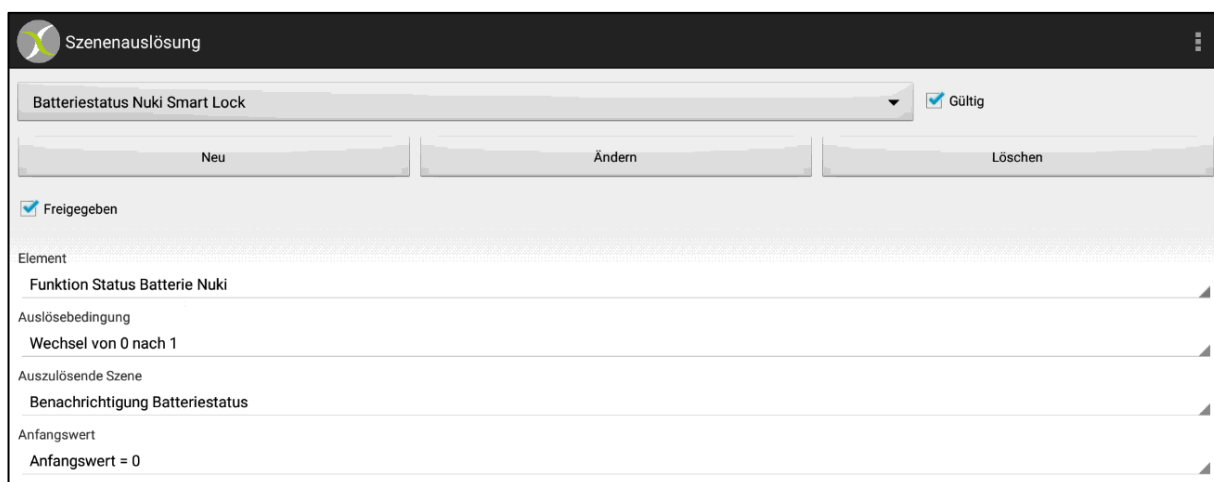 Szenenauslösung
Batteriestatus Nuki Smart Lock
Gültig
Neu
Ändern
Löschen
Freigegeben
Element
Funktion Status Batterie Nuki
Auslösebedingung
Wechsel von 0 nach 1
Auszulösende Szene
Benachrichtigung Batteriestatus
Anfangswert
Anfangswert = 0